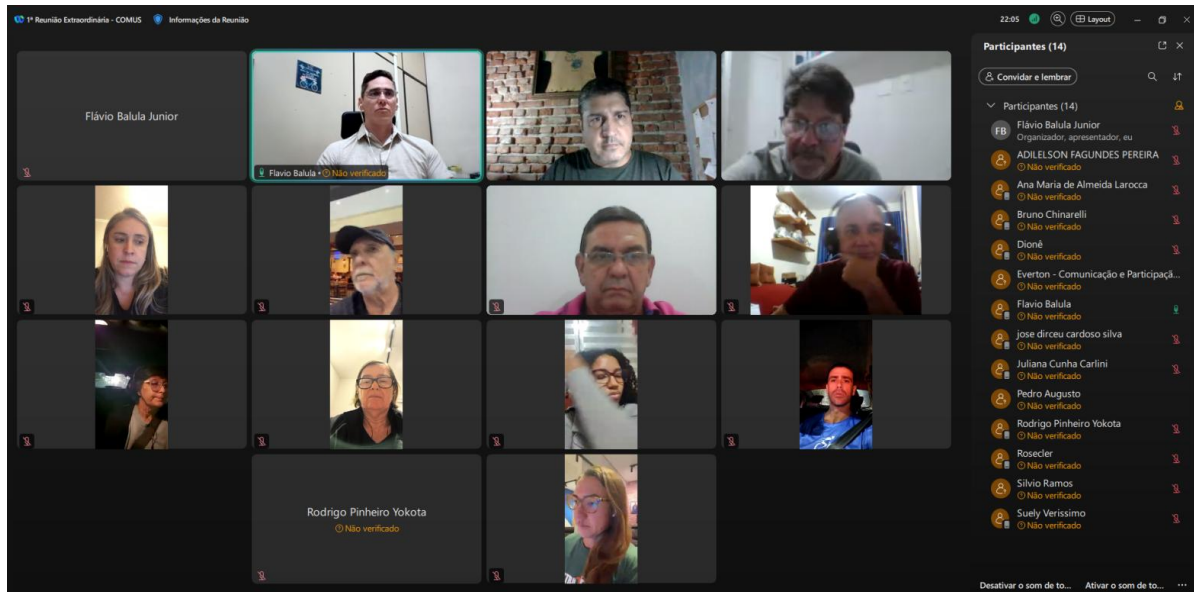 1ª Reunião Extraordinária - COMUS
Informações da Reunião
22:05
Layout
Flávio Balula Junior
Flavio Balula • Não verificado
Rodrigo Pinheiro Yokota
Não verificado
Participantes (14)
Convidar e lembrar
Participantes (14)
FB
Flávio Balula Junior
Organizador, apresentador, eu
ADILELSON FAGUNDES PEREIRA
Não verificado
Ana Maria de Almeida Larocca
Não verificado
Bruno Chinarelli
Não verificado
Dionê
Não verificado
Everton - Comunicação e Participaçã...
Não verificado
Flavio Balula
Não verificado
jose dirceu cardoso silva
Não verificado
Juliana Cunha Carlini
Não verificado
Pedro Augusto
Não verificado
Rodrigo Pinheiro Yokota
Não verificado
Rosecler
Não verificado
Silvio Ramos
Não verificado
Suely Verissimo
Não verificado
Desativar o som de to... Ativar o som de to... ...